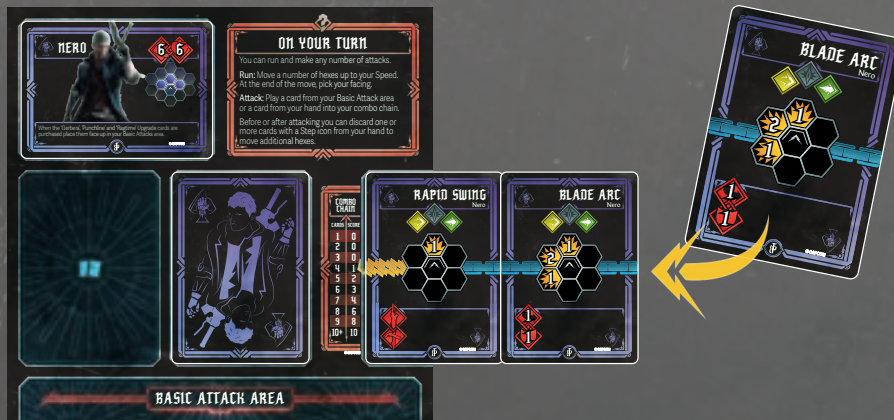 NERO
6 6
When the 'Gerbera', 'Punchline' and 'Ragtime' Upgrade cards are
purchased place them face up in your Basic Attacks area.
CAPCOM
?
ON YOUR TURN
You can run and make any number of attacks.
Run: Move a number of hexes up to your Speed.
At the end of the move, pick your facing.
Attack: Play a card from your Basic Attack area
or a card from your hand into your combo chain.
Before or after attacking you can discard one or
more cards with a Step icon from your hand to
move additional hexes.
COMBO
CHAIN
CARDS SCORE
1 0
2 0
3 0
4 1
5 2
6 3
7 4
8 6
9 8
10+ 10
RAPID SWING
Nero
1
CAPCOM
BLADE ARC
Nero
1
2
1
1
1
CAPCOM
BLADE ARC
Nero
2
1
1
1
1
CAPCOM
BASIC ATTACK AREA